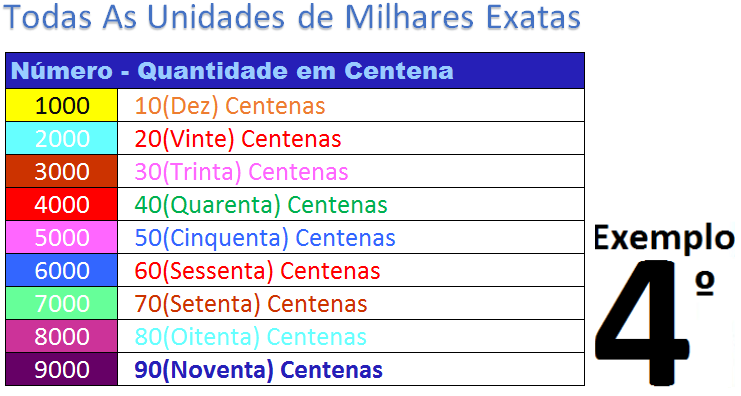 Todas As Unidades de Milhares Exatas
Número - Quantidade em Centena
1000 10(Dez) Centenas
2000 20(Vinte) Centenas
3000 30(Trinta) Centenas
4000 40(Quarenta) Centenas
5000 50(Cinquenta) Centenas
6000 60(Sessenta) Centenas
7000 70(Setenta) Centenas
8000 80(Oitenta) Centenas
9000 90(Noventa) Centenas
Exemplo
4º